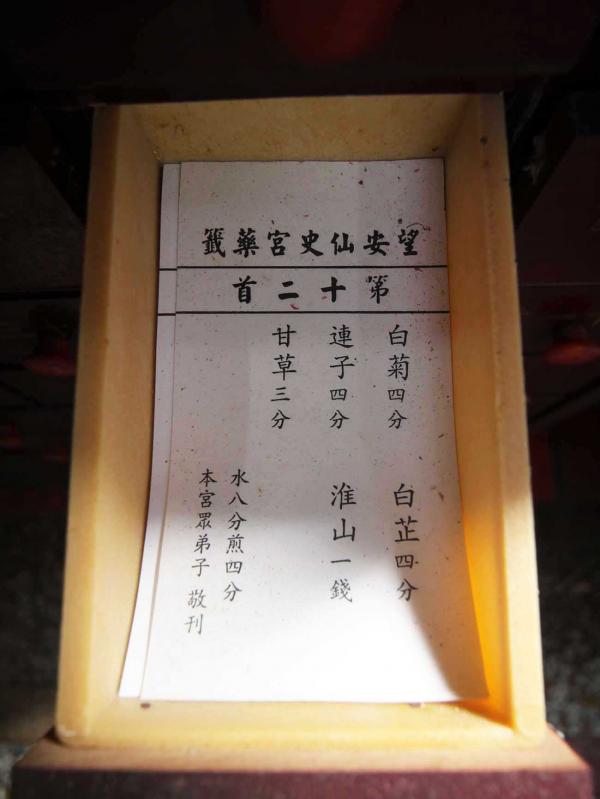 望安仙史宮藥籤
第十二首
白菊四分
白芷四分
連子四分
淮山一錢
甘草三分
水八分煎四分
本宮眾弟子 敬刊